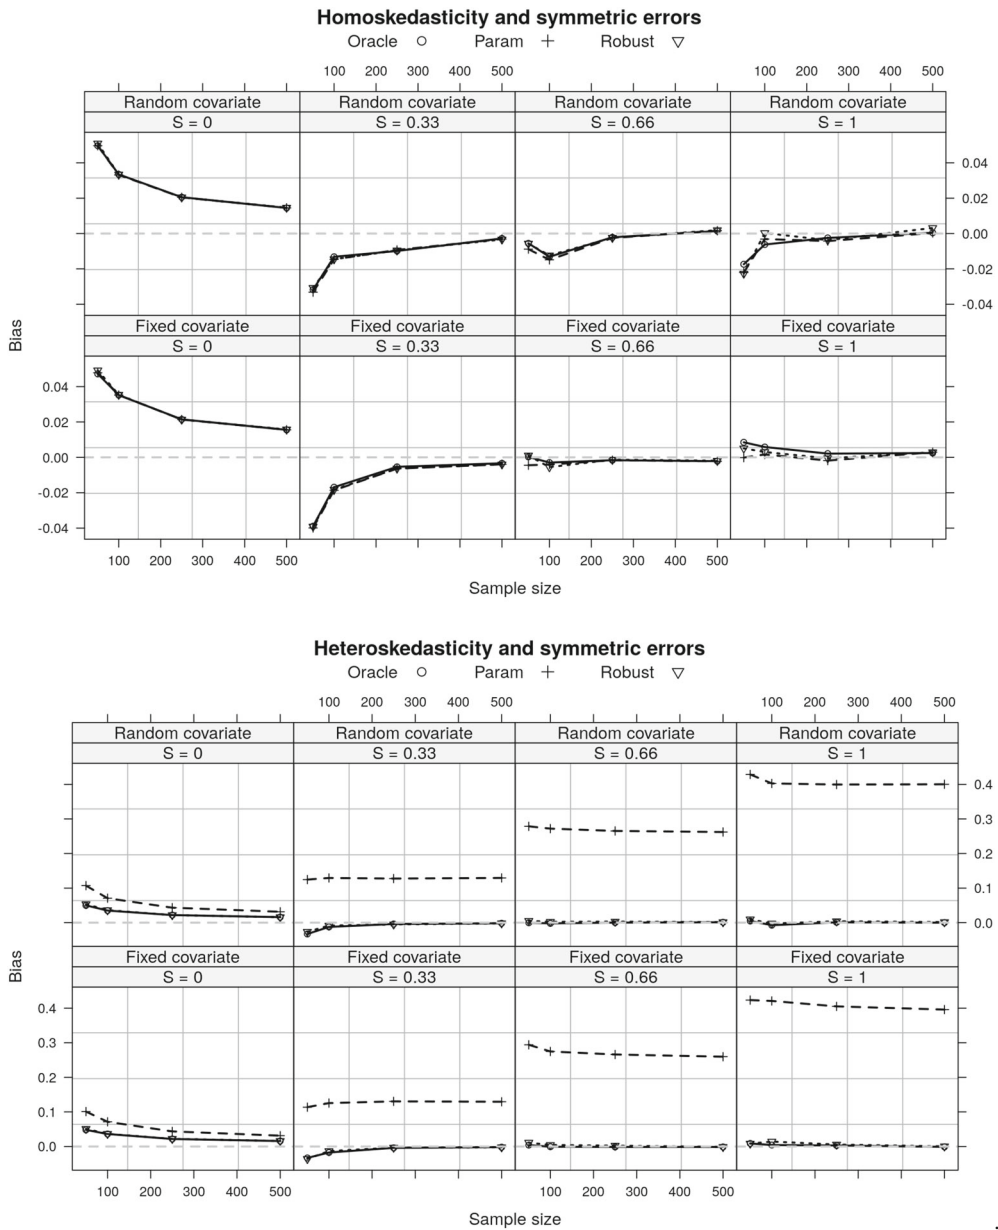 Homoskedasticity and symmetric errors
Oracle Param Robust
100 200 300 400 500 100 200 300 400 500
Random covariate Random covariate Random covariate Random covariate
S = 0 S = 0.33 S = 0.66 S = 1
0.04
0.02
0.00
-0.02
-0.04
Bias
Fixed covariate Fixed covariate Fixed covariate Fixed covariate
S = 0 S = 0.33 S = 0.66 S = 1
0.04
0.02
0.00
-0.02
-0.04
100 200 300 400 500 100 200 300 400 500
Sample size
Heteroskedasticity and symmetric errors
Oracle Param Robust
100 200 300 400 500 100 200 300 400 500
Random covariate Random covariate Random covariate Random covariate
S = 0 S = 0.33 S = 0.66 S = 1
0.4
0.3
0.2
0.1
0.0
Bias
Fixed covariate Fixed covariate Fixed covariate Fixed covariate
S = 0 S = 0.33 S = 0.66 S = 1
0.4
0.3
0.2
0.1
0.0
100 200 300 400 500 100 200 300 400 500
Sample size
.